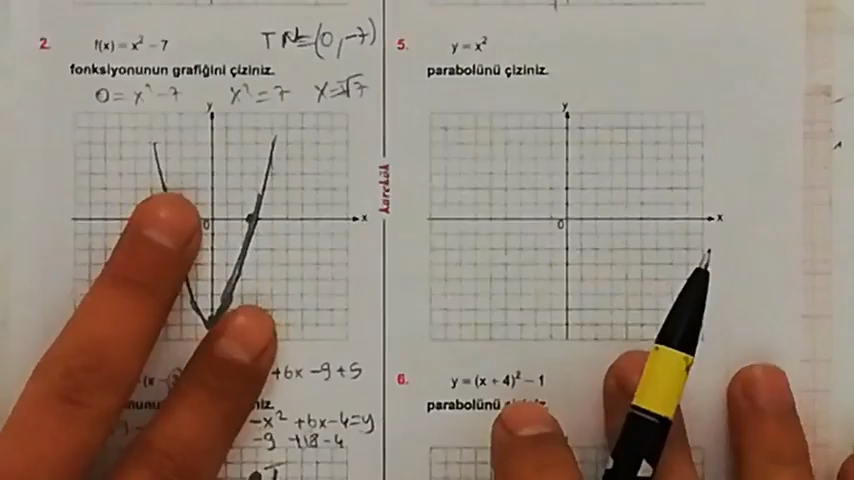 2. f(x) = x² – 7 TN=(0,-7)
fonksiyonunun grafiğini çiziniz.
0 = x² - 7 x² = 7 x = √7
y
0
x
+6x -9+5
-x² +6x-4=y
-9 +18-4
karekök
5. y = x²
parabolünü çiziniz.
y
0
x
6. y = (x + 4)² – 1
parabolünü